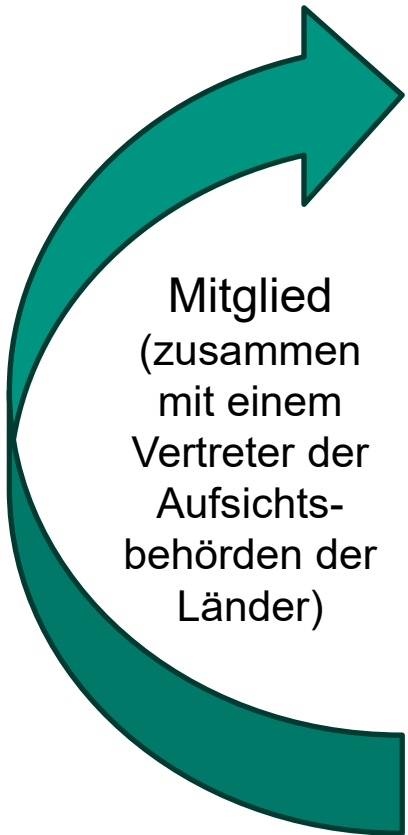 Mitglied
(zusammen
mit einem
Vertreter der
Aufsichts-
behörden der
Länder)